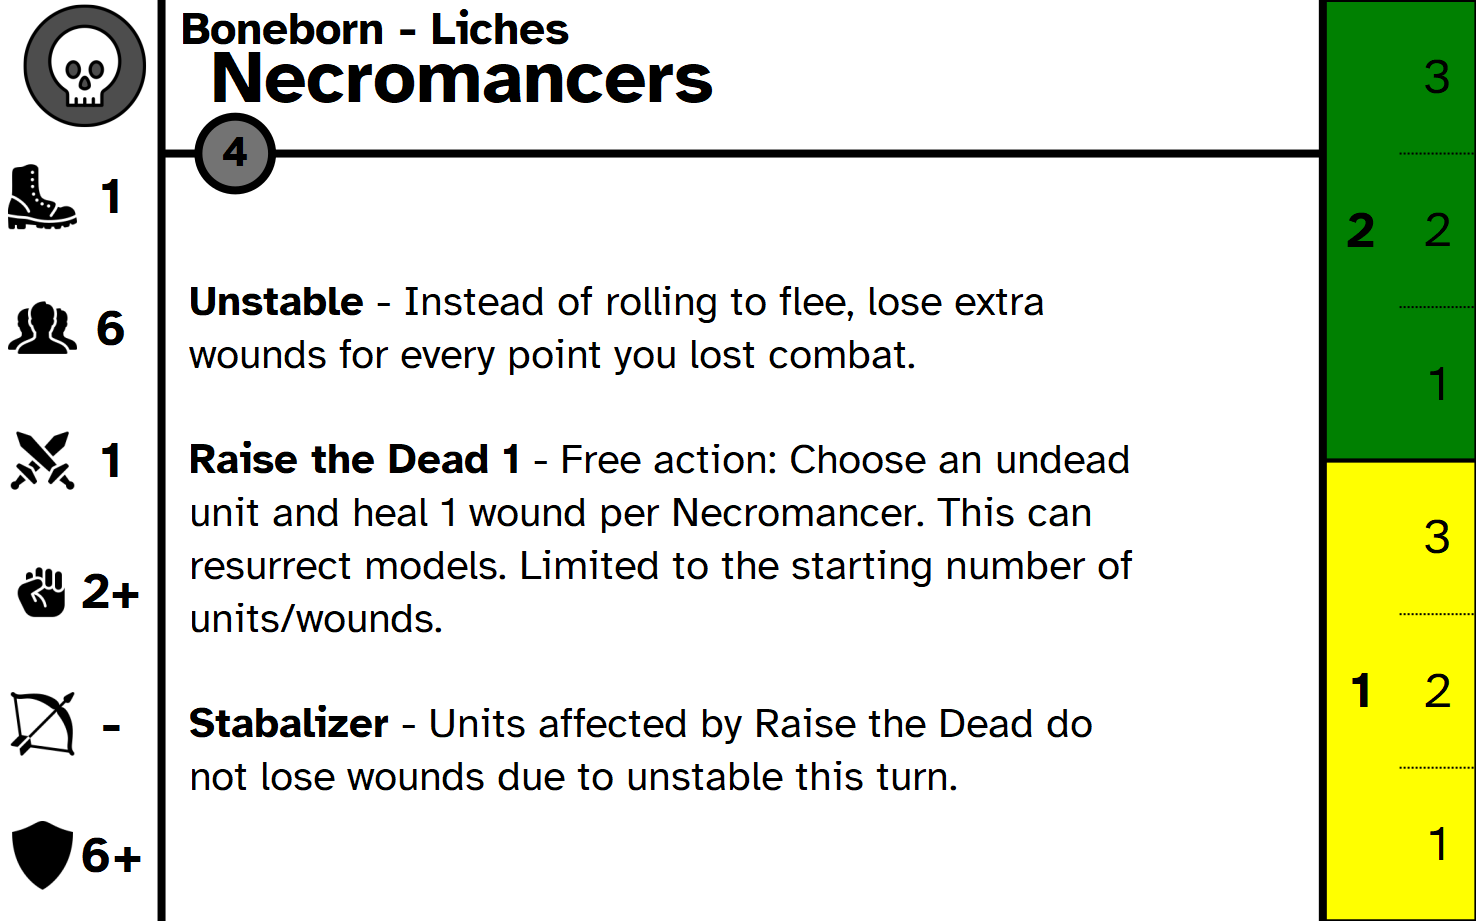 Boneborn - Liches
Necromancers
4
1
6
1
2+
-
6+
Unstable - Instead of rolling to flee, lose extra
wounds for every point you lost combat.
Raise the Dead 1 - Free action: Choose an undead
unit and heal 1 wound per Necromancer. This can
resurrect models. Limited to the starting number of
units/wounds.
Stabalizer - Units affected by Raise the Dead do
not lose wounds due to unstable this turn.
3
2 2
1
3
1 2
1